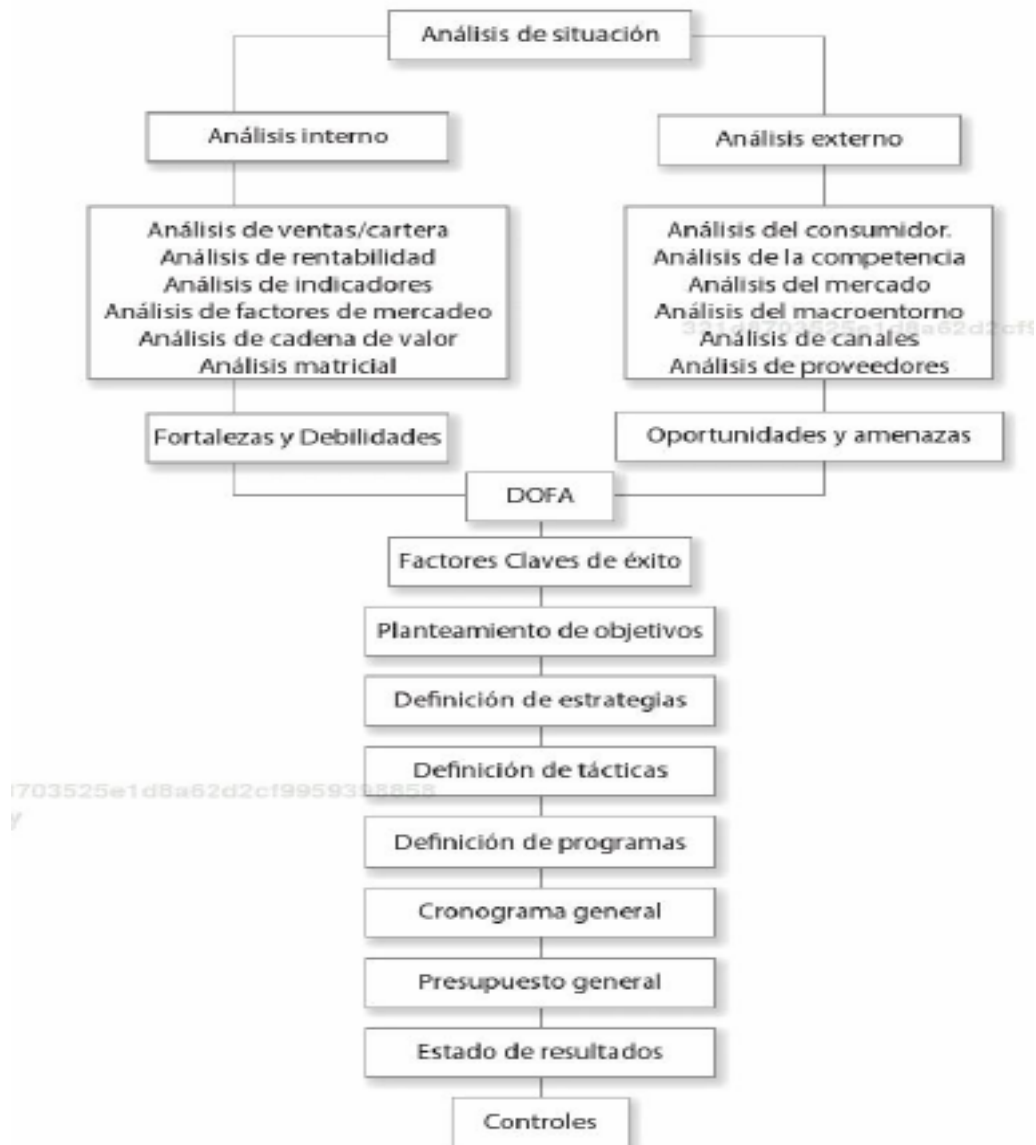 Análisis de situación
Análisis interno
Análisis externo
Análisis de ventas/cartera
Análisis de rentabilidad
Análisis de indicadores
Análisis de factores de mercadeo
Análisis de cadena de valor
Análisis matricial
Análisis del consumidor.
Análisis de la competencia
Análisis del mercado
Análisis del macroentorno
Análisis de canales
Análisis de proveedores
Fortalezas y Debilidades
Oportunidades y amenazas
DOFA
Factores Claves de éxito
Planteamiento de objetivos
Definición de estrategias
Definición de tácticas
Definición de programas
Cronograma general
Presupuesto general
Estado de resultados
Controles